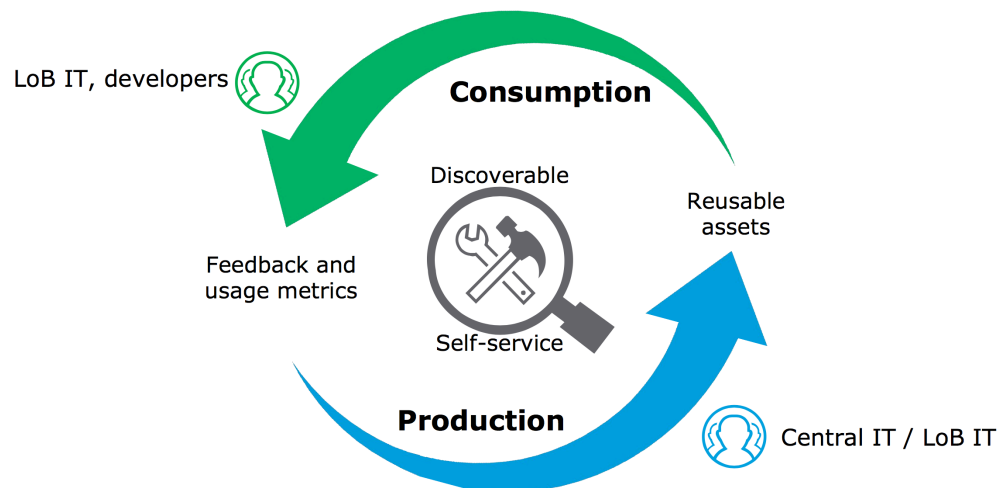 LoB IT, developers
Consumption
Discoverable
Reusable
assets
Feedback and
usage metrics
Self-service
Production
Central IT / LoB IT